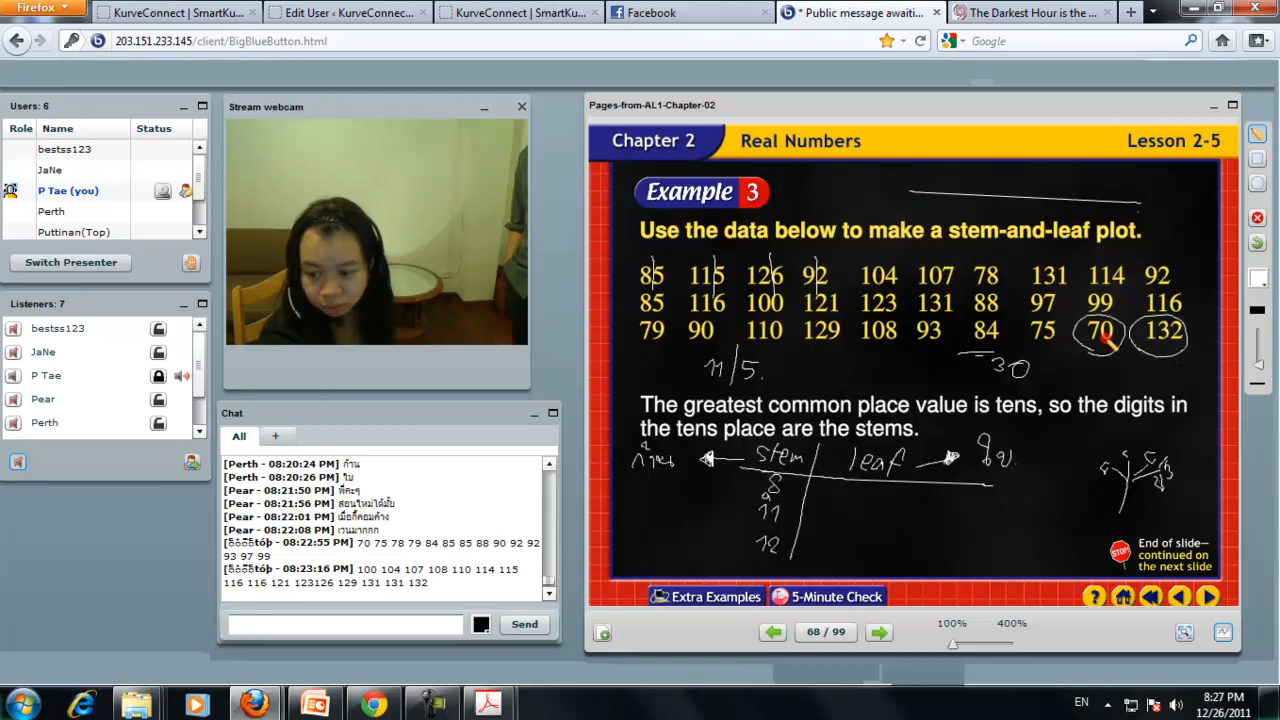 Firefox
KurveConnect | SmartKu...
Edit User ‹ KurveConnect...
KurveConnect | SmartKu...
Facebook
* Public message awaiti...
The Darkest Hour is the ...
203.151.233.145/client/BigBlueButton.html
Google
Users: 6
Role Name Status
bestss123
JaNe
P Tae (you)
Perth
Puttinan(Top)
Switch Presenter
Listeners: 7
bestss123
JaNe
P Tae
Pear
Perth
Stream webcam
Chat
All +
[Perth - 08:20:24 PM] ก้าน
[Perth - 08:20:26 PM] ใบ
[Pear - 08:21:50 PM] พี่คะๆ
[Pear - 08:21:56 PM] สอนใหม่ได้มั้ย
[Pear - 08:22:01 PM] เมื่อกี้คอมค้าง
[Pear - 08:22:08 PM] เวนมากกก
08:22:55 PM] 70 75 78 79 84 85 85 88 90 92 92
93 97 99
08:23:16 PM] 100 104 107 108 110 114 115
116 116 121 123126 129 131 131 132
Send
Pages-from-AL1-Chapter-02
Chapter 2 Real Numbers Lesson 2-5
Example 3
Use the data below to make a stem-and-leaf plot.
85 115 126 92 104 107 78 131 114 92
85 116 100 121 123 131 88 97 99 116
79 90 110 129 108 93 84 75 70 132
11/5.
30
The greatest common place value is tens, so the digits in
the tens place are the stems.
ก้าน stem leaf ใบ
8
9
11
12
STOP
End of slide—
continued on
the next slide
Extra Examples 5-Minute Check ?
68 / 99
100% 400%
EN
8:27 PM
12/26/2011